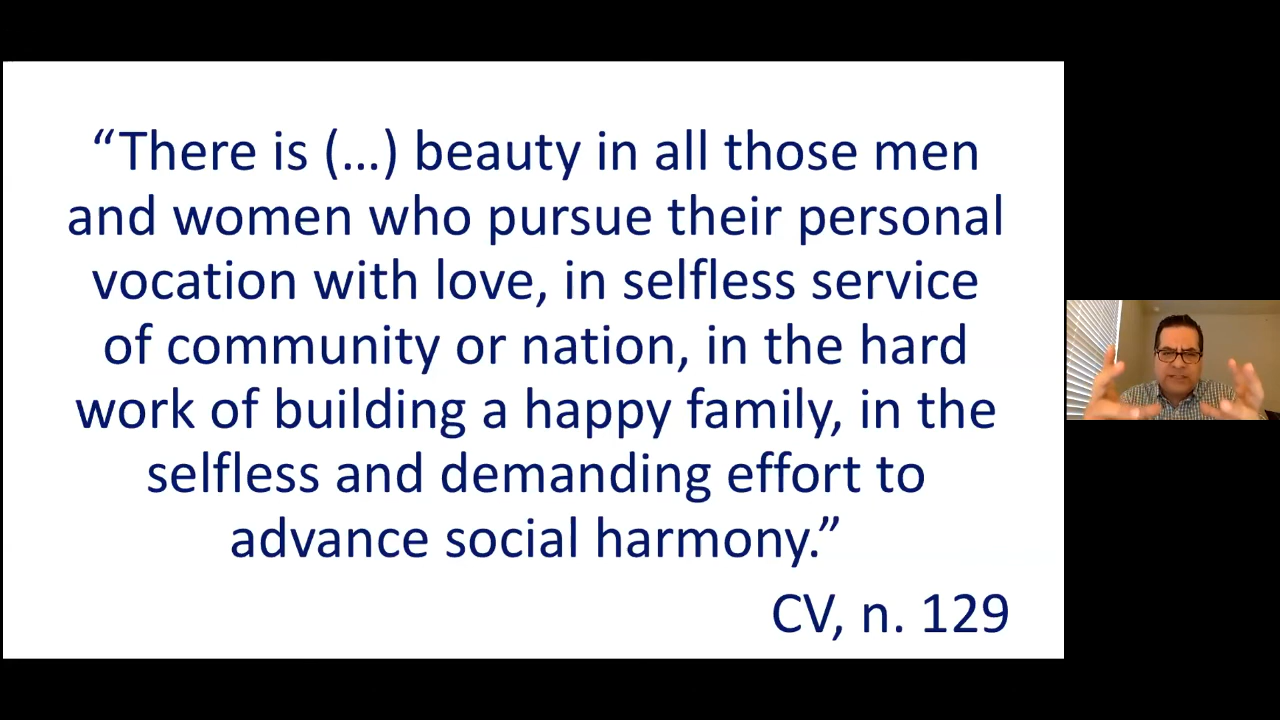 “There is (…) beauty in all those men
and women who pursue their personal
vocation with love, in selfless service
of community or nation, in the hard
work of building a happy family, in the
selfless and demanding effort to
advance social harmony.”
CV, n. 129